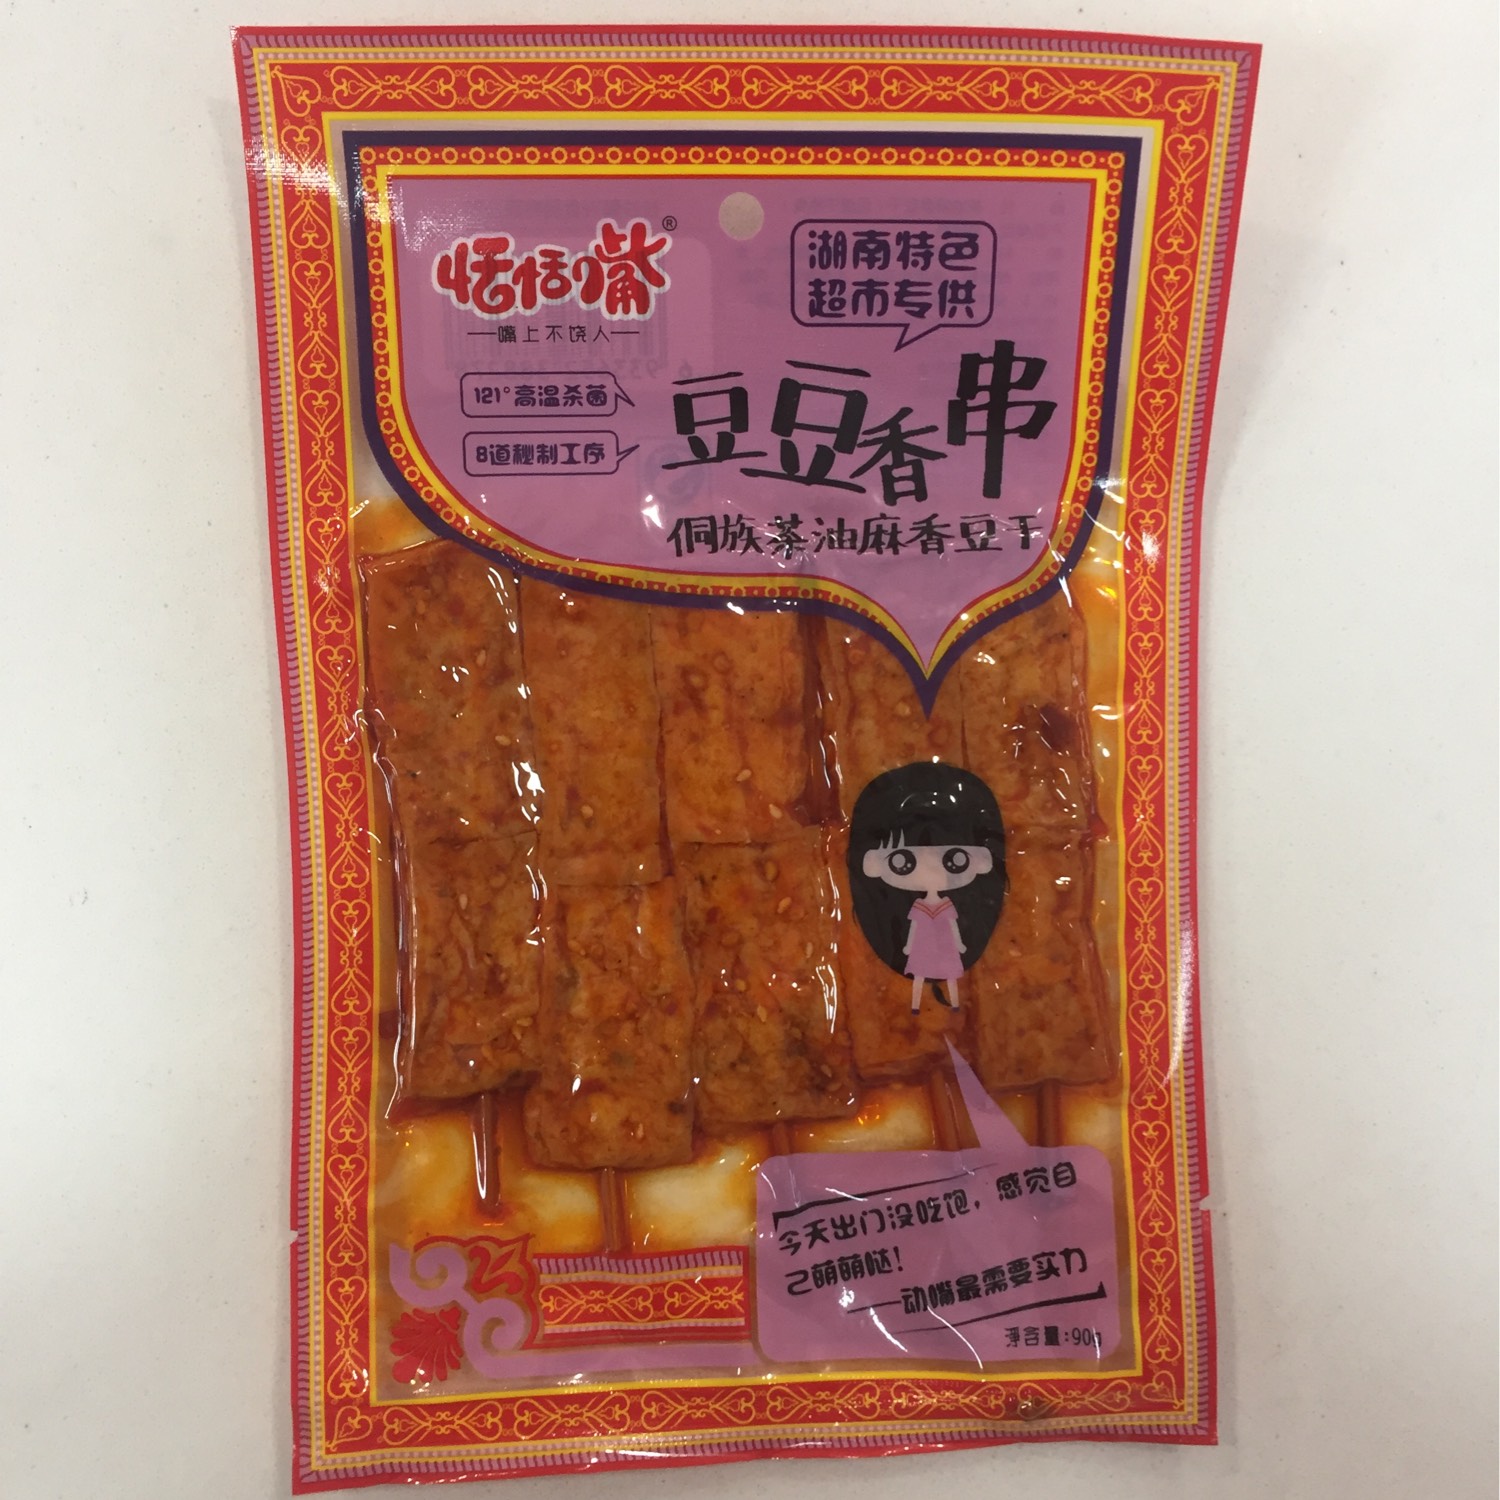 恬恬嘴®
嘴上不饶人
湖南特色
超市专供
121°高温杀菌
8道秘制工序
豆豆香串
侗族茶油麻香豆干
今天出门没吃饱，感觉自
己萌萌哒！
——动嘴最需要实力
净含量：90g